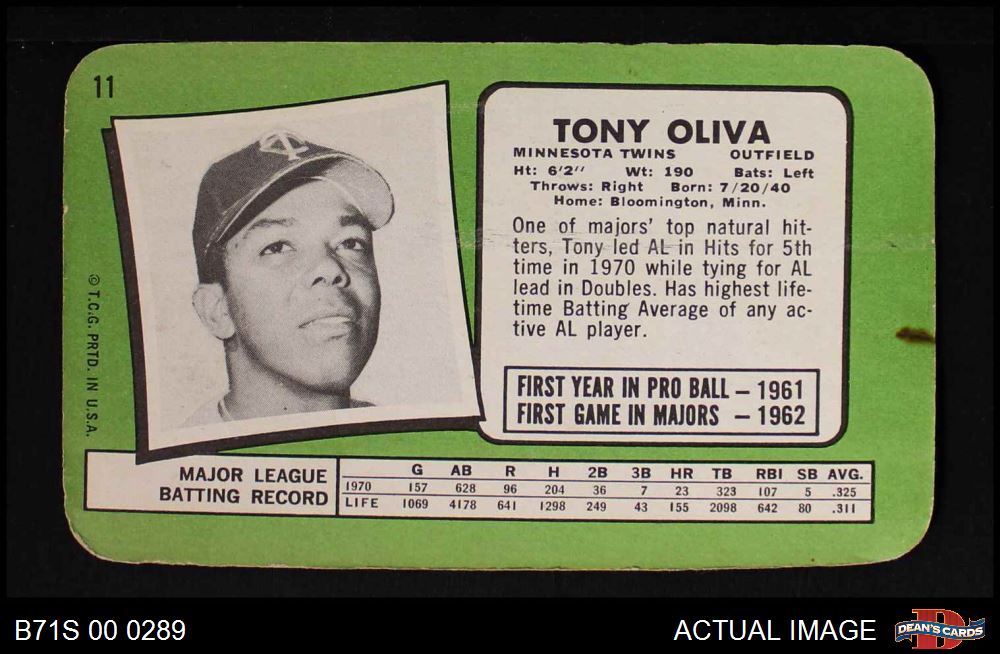 11
© T.C.G. PRTD. IN U.S.A.
TC
TONY OLIVA
MINNESOTA TWINS OUTFIELD
Ht: 6'2" Wt: 190 Bats: Left
Throws: Right Born: 7/20/40
Home: Bloomington, Minn.
One of majors' top natural hit-
ters, Tony led AL in Hits for 5th
time in 1970 while tying for AL
lead in Doubles. Has highest life-
time Batting Average of any ac-
tive AL player.
FIRST YEAR IN PRO BALL — 1961
FIRST GAME IN MAJORS — 1962
MAJOR LEAGUE
BATTING RECORD
G AB R H 2B 3B HR TB RBI SB AVG.
1970 157 628 96 204 36 7 23 323 107 5 .325
LIFE 1069 4178 641 1298 249 43 155 2098 642 80 .311
B71S 00 0289
ACTUAL IMAGE
D
DEAN'S CARDS